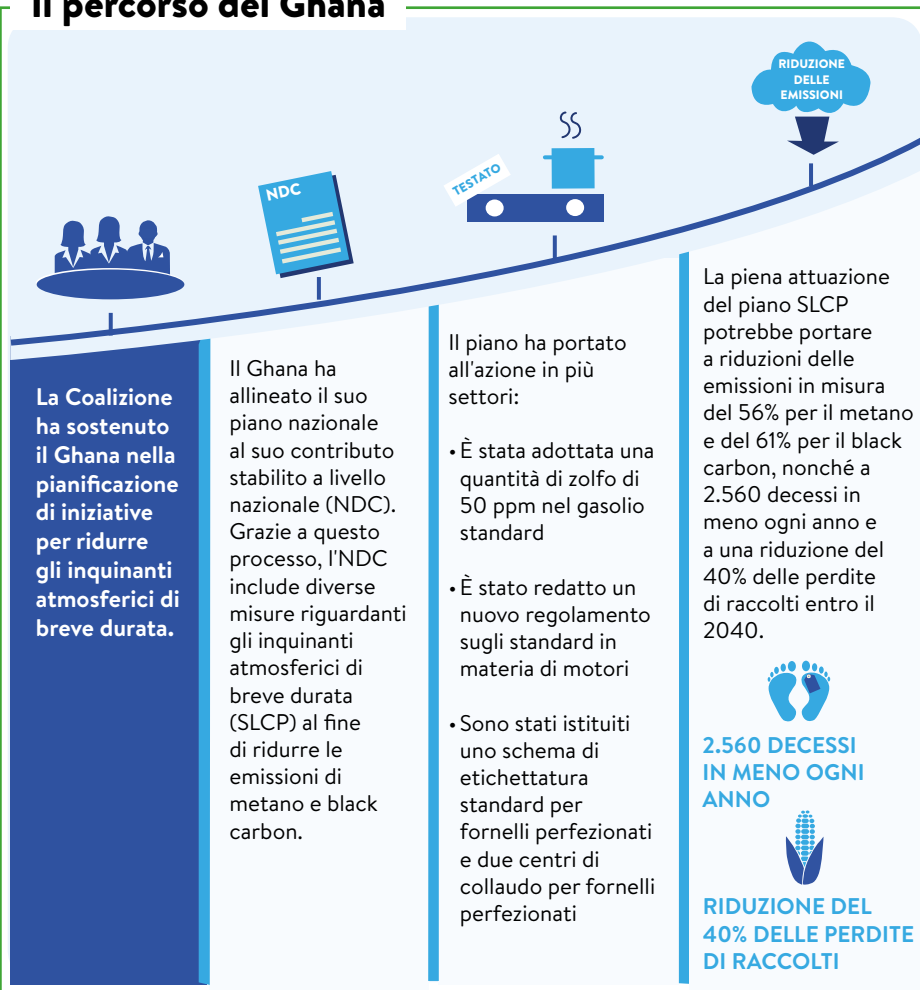 Il percorso del Ghana
RIDUZIONE
DELLE
EMISSIONI
NDC
TESTATO
La Coalizione
ha sostenuto
il Ghana nella
pianificazione
di iniziative
per ridurre
gli inquinanti
atmosferici di
breve durata.
Il Ghana ha
allineato il suo
piano nazionale
al suo contributo
stabilito a livello
nazionale (NDC).
Grazie a questo
processo, l'NDC
include diverse
misure riguardanti
gli inquinanti
atmosferici di
breve durata
(SLCP) al fine
di ridurre le
emissioni di
metano e black
carbon.
Il piano ha portato
all'azione in più
settori:
• È stata adottata una
quantità di zolfo di
50 ppm nel gasolio
standard
• È stato redatto un
nuovo regolamento
sugli standard in
materia di motori
• Sono stati istituiti
uno schema di
etichettatura
standard per
fornelli perfezionati
e due centri di
collaudo per fornelli
perfezionati
La piena attuazione
del piano SLCP
potrebbe portare
a riduzioni delle
emissioni in misura
del 56% per il metano
e del 61% per il black
carbon, nonché a
2.560 decessi in
meno ogni anno e
a una riduzione del
40% delle perdite
di raccolti entro il
2040.
2.560 DECESSI
IN MENO OGNI
ANNO
RIDUZIONE DEL
40% DELLE PERDITE
DI RACCOLTI